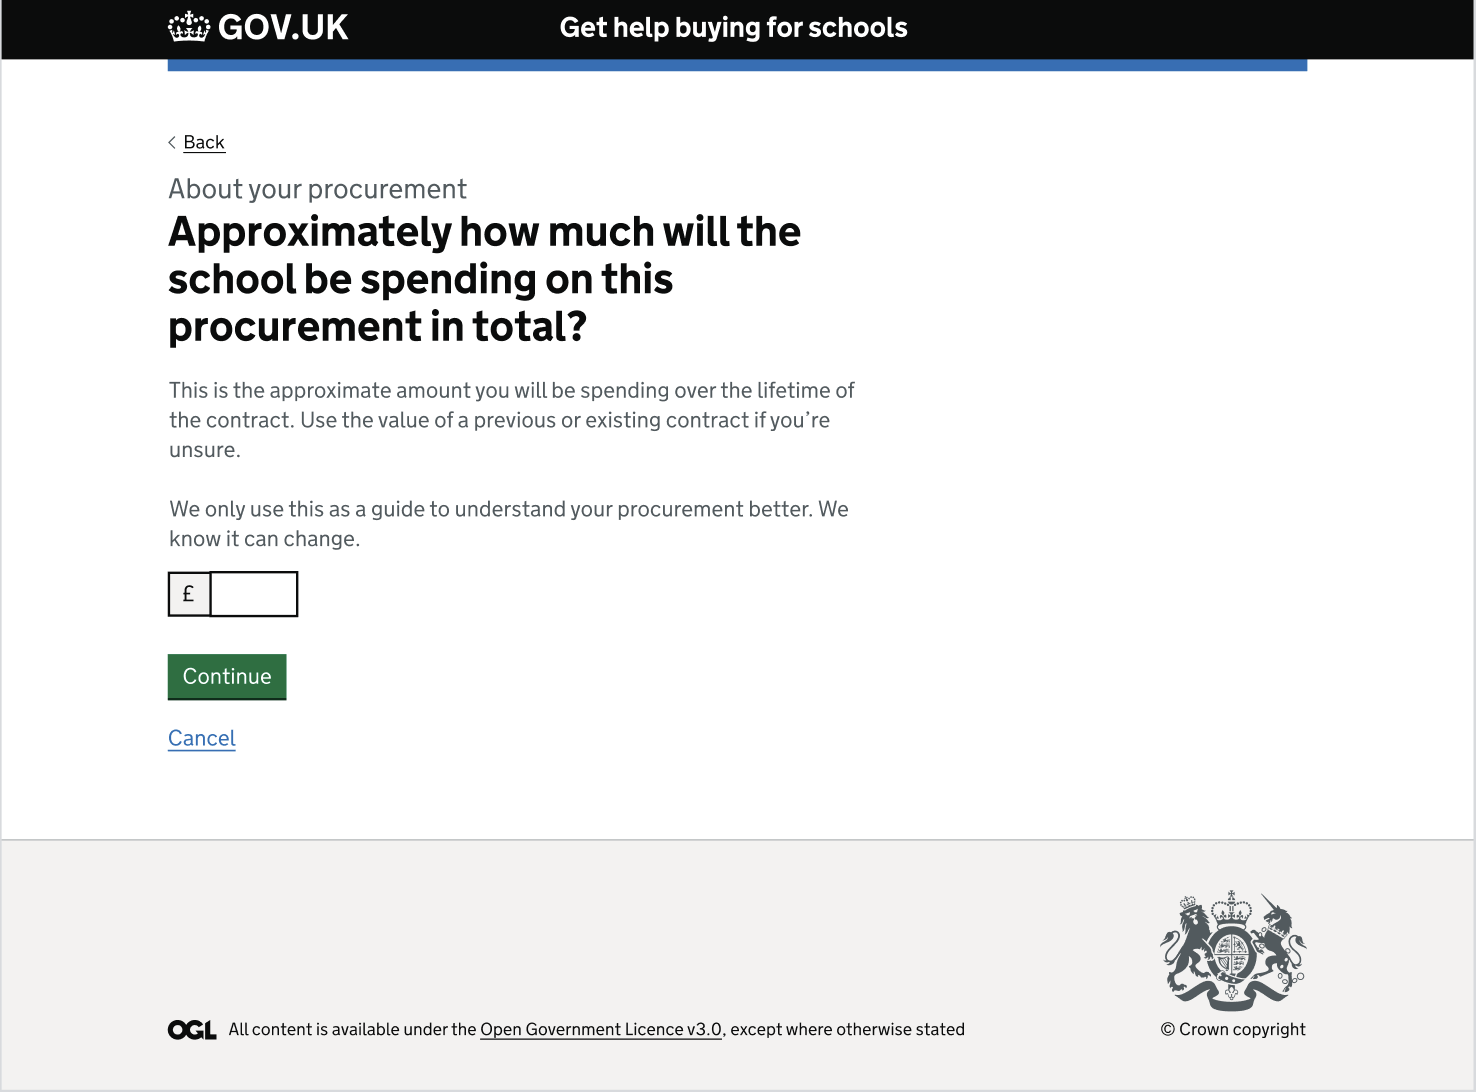 GOV.UK
Get help buying for schools
Back
About your procurement
Approximately how much will the
school be spending on this
procurement in total?
This is the approximate amount you will be spending over the lifetime of
the contract. Use the value of a previous or existing contract if you’re
unsure.
We only use this as a guide to understand your procurement better. We
know it can change.
£
Continue
Cancel
OGL All content is available under the Open Government Licence v3.0, except where otherwise stated
© Crown copyright